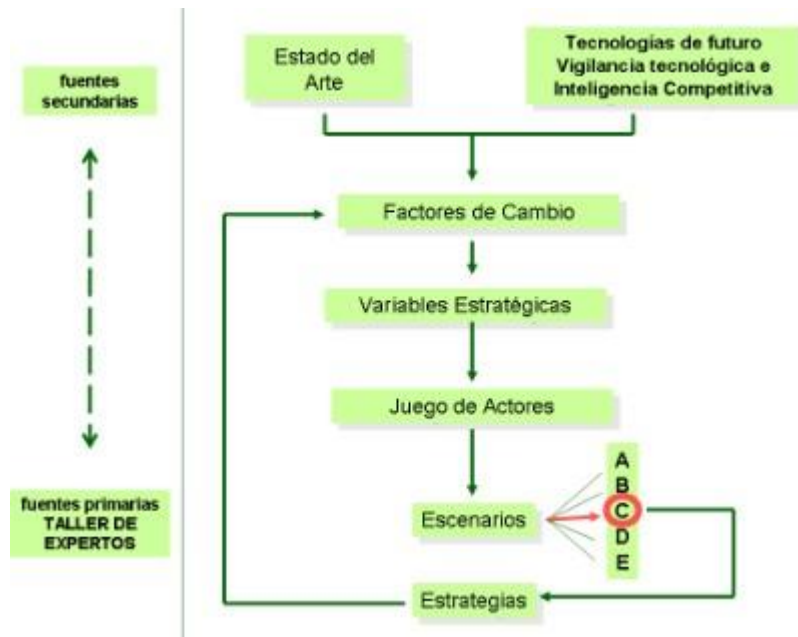 fuentes
secundarias
fuentes primarias
TALLER DE
EXPERTOS
Estado del
Arte
Tecnologías de futuro
Vigilancia tecnológica e
Inteligencia Competitiva
Factores de Cambio
Variables Estratégicas
Juego de Actores
Escenarios
A
B
C
D
E
Estrategias